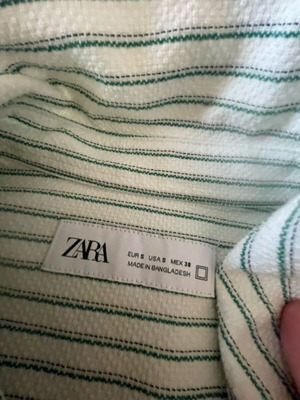 ZARA
EUR S USA S MEX 38
MADE IN BANGLADESH